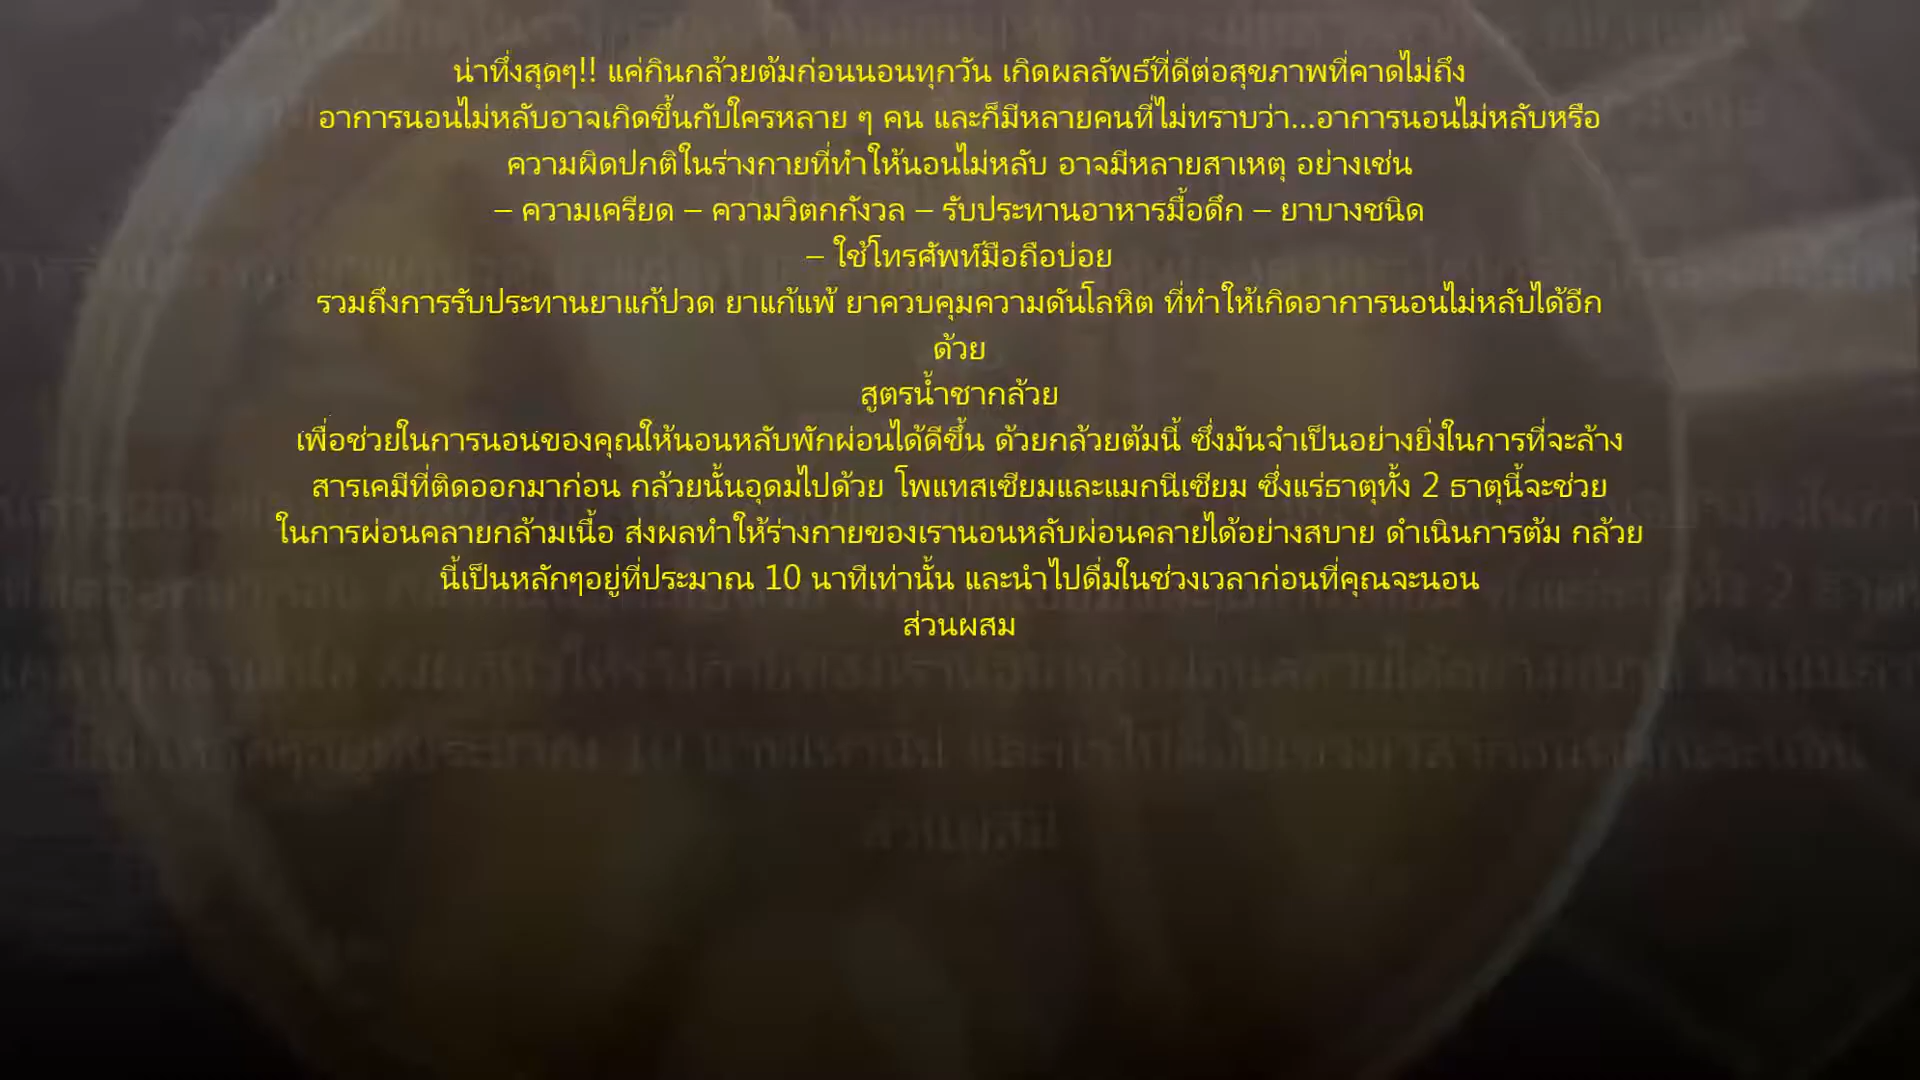 น่าทึ่งสุดๆ!! แค่กินกล้วยต้มก่อนนอนทุกวัน เกิดผลลัพธ์ที่ดีต่อสุขภาพที่คาดไม่ถึง
อาการนอนไม่หลับอาจเกิดขึ้นกับใครหลาย ๆ คน และก็มีหลายคนที่ไม่ทราบว่า...อาการนอนไม่หลับหรือ
ความผิดปกติในร่างกายที่ทำให้นอนไม่หลับ อาจมีหลายสาเหตุ อย่างเช่น
– ความเครียด – ความวิตกกังวล – รับประทานอาหารมื้อดึก – ยาบางชนิด
– ใช้โทรศัพท์มือถือบ่อย
รวมถึงการรับประทานยาแก้ปวด ยาแก้แพ้ ยาควบคุมความดันโลหิต ที่ทำให้เกิดอาการนอนไม่หลับได้อีก
ด้วย
สูตรน้ำชากล้วย
เพื่อช่วยในการนอนของคุณให้นอนหลับพักผ่อนได้ดีขึ้น ด้วยกล้วยต้มนี้ ซึ่งมันจำเป็นอย่างยิ่งในการที่จะล้าง
สารเคมีที่ติดออกมาก่อน กล้วยนั้นอุดมไปด้วย โพแทสเซียมและแมกนีเซียม ซึ่งแร่ธาตุทั้ง 2 ธาตุนี้จะช่วย
ในการผ่อนคลายกล้ามเนื้อ ส่งผลทำให้ร่างกายของเรานอนหลับผ่อนคลายได้อย่างสบาย ดำเนินการต้ม กล้วย
นี้เป็นหลักๆอยู่ที่ประมาณ 10 นาทีเท่านั้น และนำไปดื่มในช่วงเวลาก่อนที่คุณจะนอน
ส่วนผสม